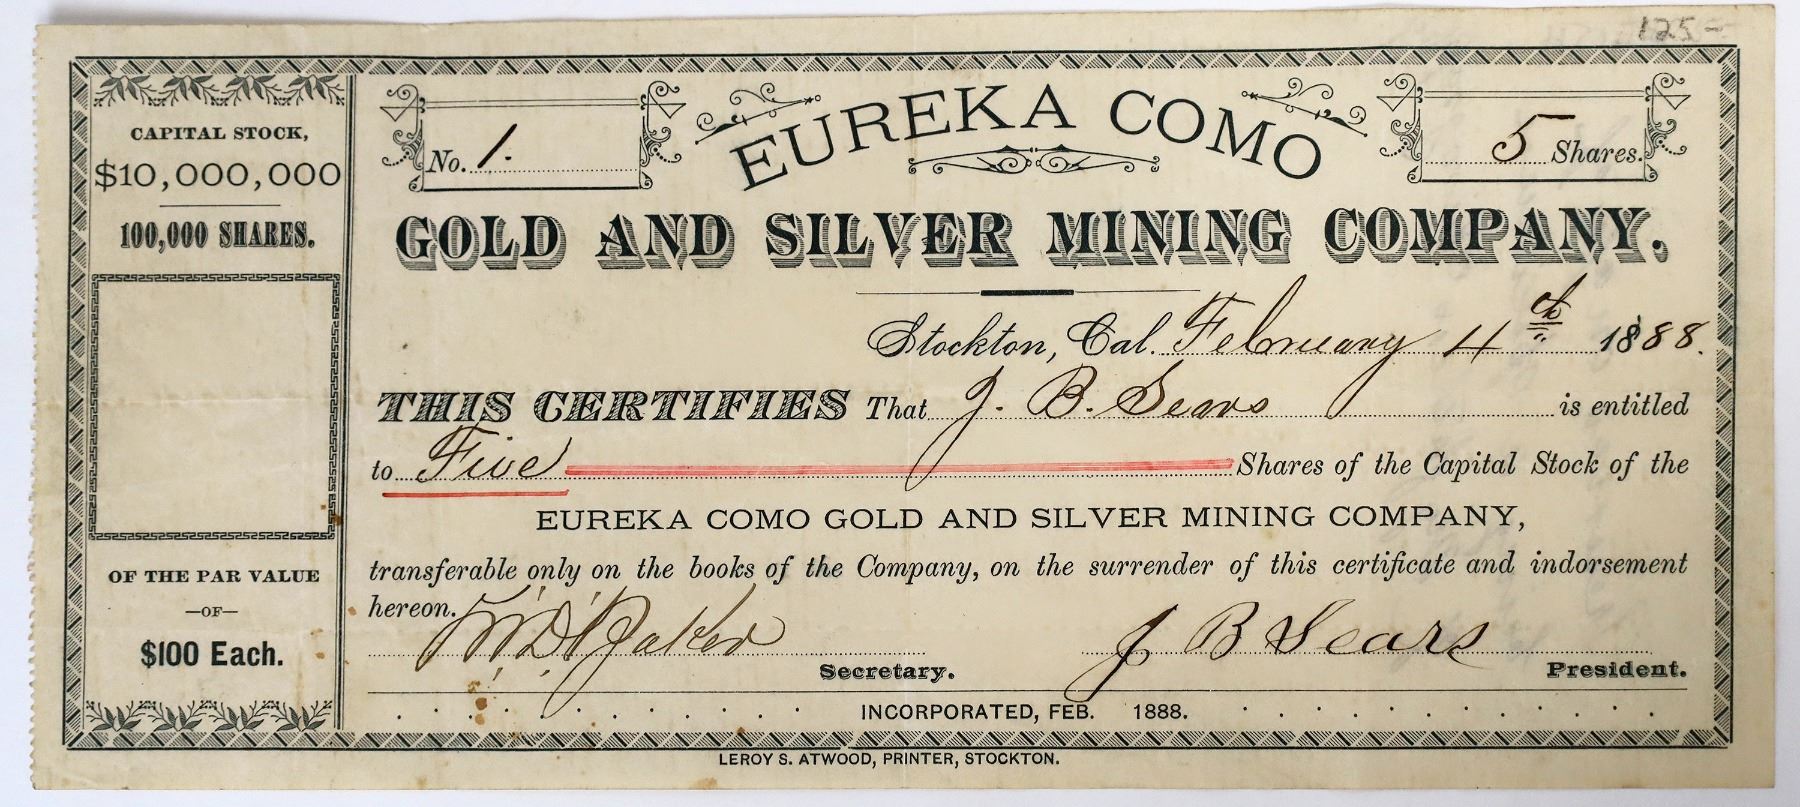 125-
CAPITAL STOCK,
$10,000,000
100,000 SHARES.
OF THE PAR VALUE
—OF—
$100 Each.
No. 1.
EUREKA COMO
5 Shares.
GOLD AND SILVER MINING COMPANY.
Stockton, Cal. February 4th 1888.
THIS CERTIFIES That J. B. Sears is entitled
to Five Shares of the Capital Stock of the
EUREKA COMO GOLD AND SILVER MINING COMPANY,
transferable only on the books of the Company, on the surrender of this certificate and indorsement
hereon.
J B Sears
Secretary. President.
INCORPORATED, FEB. 1888.
LEROY S. ATWOOD, PRINTER, STOCKTON.